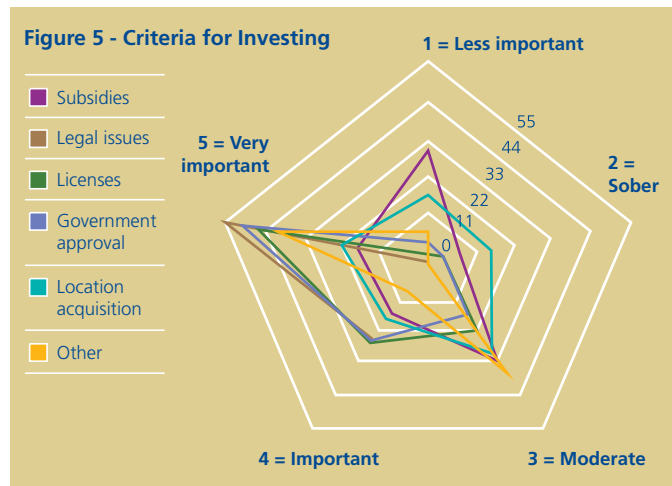 Figure 5 - Criteria for Investing
1 = Less important
Subsidies
Legal issues
Licenses
Government
approval
Location
acquisition
Other
5 = Very
important
55
44
33
22
11
0
2 =
Sober
4 = Important
3 = Moderate